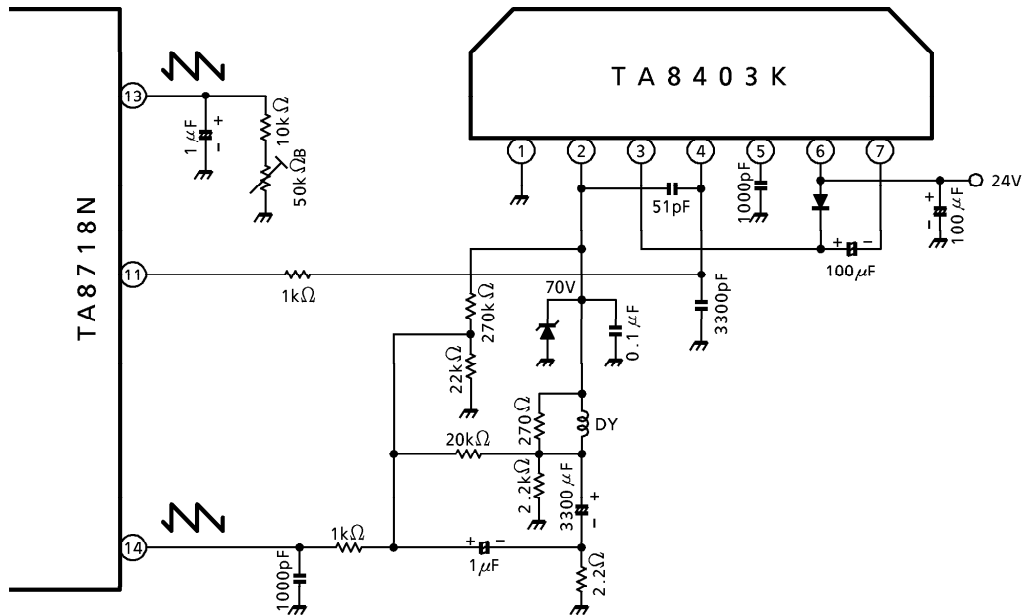 TA8403K
1
2
3
4
5
6
7
13
1μF
+
-
10kΩ
50kΩB
51pF
1000pF
24V
+
-
100μF
+
-
100μF
TA8718N
11
1kΩ
270kΩ
70V
0.1μF
3300pF
22kΩ
270Ω
DY
20kΩ
2.2kΩ
3300μF
+
-
14
1kΩ
1000pF
+
-
1μF
2.2Ω